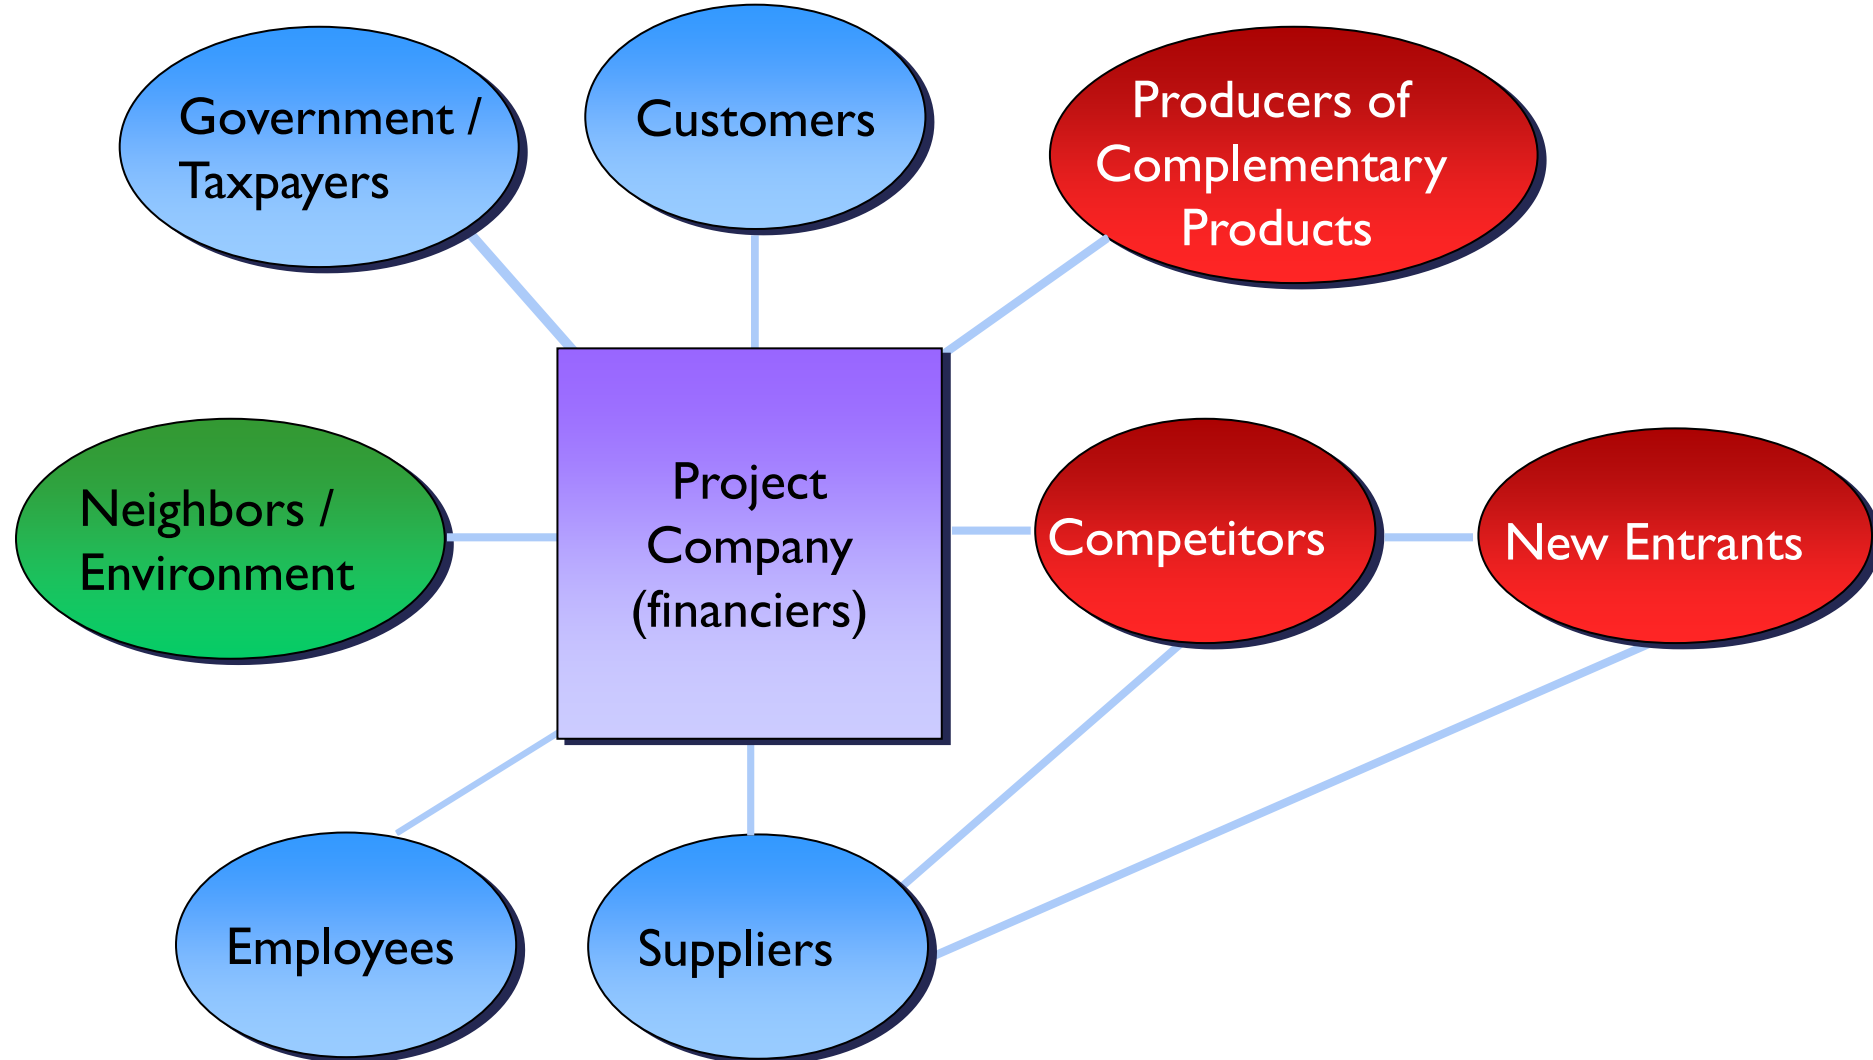 Government /
Taxpayers
Customers
Producers of
Complementary
Products
Neighbors /
Environment
Project
Company
(financiers)
Competitors
New Entrants
Employees
Suppliers